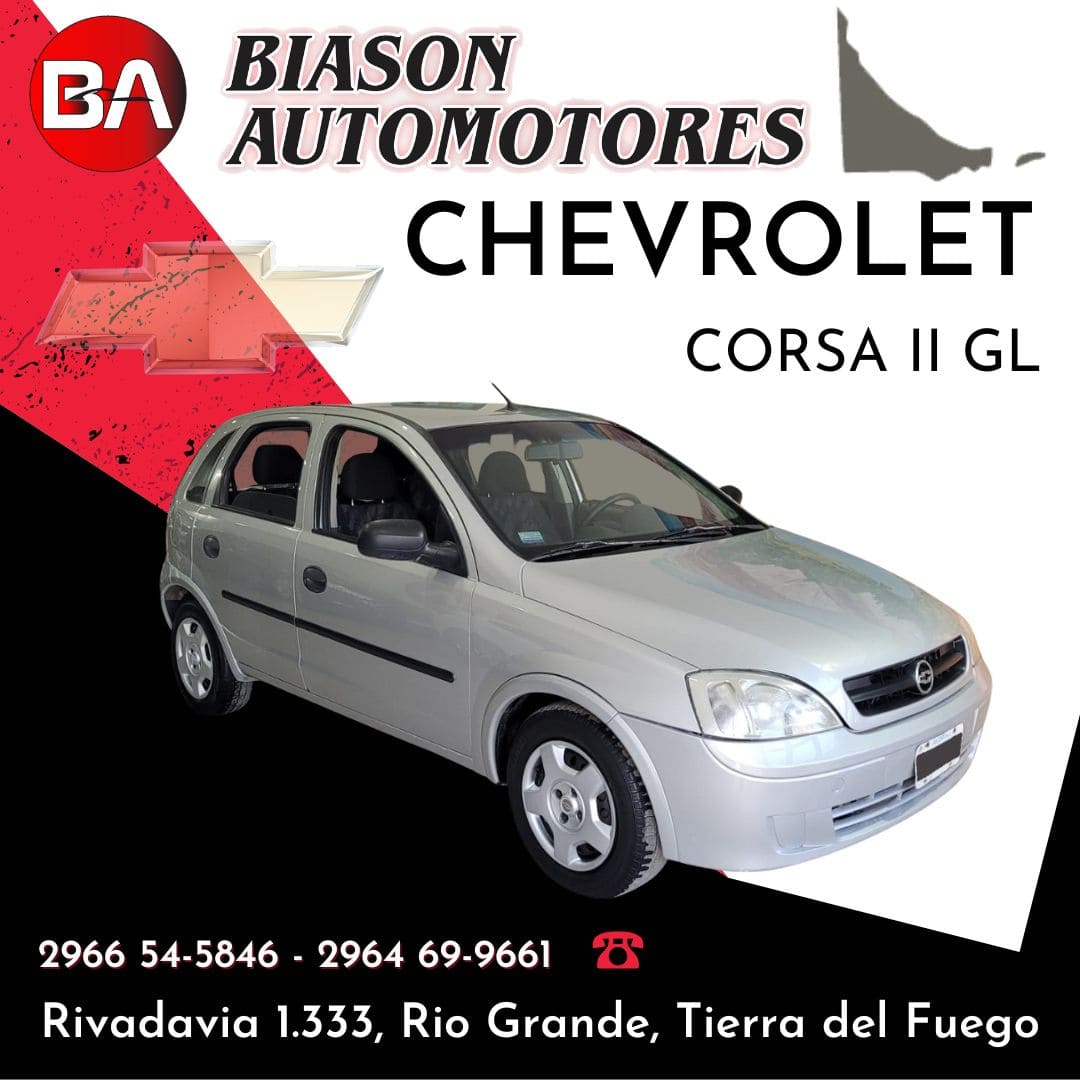 BA
BIASON
AUTOMOTORES
CHEVROLET
CORSA II GL
2966 54-5846 - 2964 69-9661
Rivadavia 1.333, Rio Grande, Tierra del Fuego